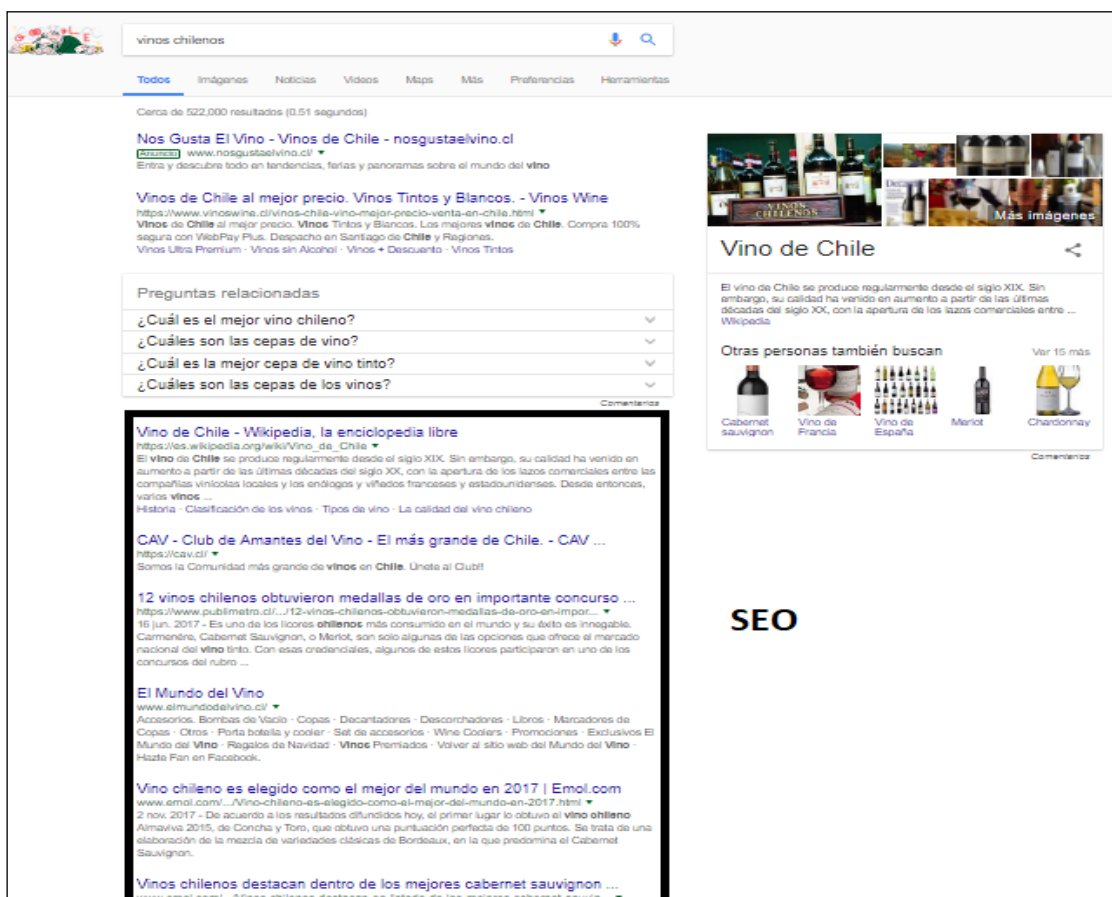 vinos chilenos
Todos Imágenes Noticias Videos Maps Más Preferencias Herramientas
Cerca de 522,000 resultados (0.51 segundos)
Nos Gusta El Vino - Vinos de Chile - nosgustaelvino.cl
Anuncio www.nosgustaelvino.cl/
Entra y descubre todo en tendencias, ferias y panoramas sobre el mundo del vino
Vinos de Chile al mejor precio. Vinos Tintos y Blancos. - Vinos Wine
https://www.vinoswine.cl/vinos-chile-vino-mejor-precio-venta-en-chile.html
Vinos de Chile al mejor precio. Vinos Tintos y Blancos. Los mejores vinos de Chile. Compra 100%
segura con WebPay Plus. Despacho en Santiago de Chile y Regiones.
Vinos Ultra Premium · Vinos sin Alcohol · Vinos + Descuento · Vinos Tintos
Preguntas relacionadas
¿Cuál es el mejor vino chileno?
¿Cuáles son las cepas de vino?
¿Cuál es la mejor cepa de vino tinto?
¿Cuáles son las cepas de los vinos?
Comentarios
Vino de Chile - Wikipedia, la enciclopedia libre
https://es.wikipedia.org/wiki/Vino_de_Chile
El vino de Chile se produce regularmente desde el siglo XIX. Sin embargo, su calidad ha venido en
aumento a partir de las últimas décadas del siglo XX, con la apertura de los lazos comerciales entre las
compañías vinícolas locales y los enólogos y viñedos franceses y estadounidenses. Desde entonces,
varios vinos ...
Historia · Clasificación de los vinos · Tipos de vino · La calidad del vino chileno
CAV - Club de Amantes del Vino - El más grande de Chile. - CAV ...
https://cav.cl/
Somos la Comunidad más grande de vinos en Chile. Únete al Club!!
12 vinos chilenos obtuvieron medallas de oro en importante concurso ...
https://www.publimetro.cl/.../12-vinos-chilenos-obtuvieron-medallas-de-oro-en-impor...
16 jun. 2017 - Es uno de los licores chilenos más consumido en el mundo y su éxito es innegable.
Carmenére, Cabernet Sauvignon, o Merlot, son solo algunas de las opciones que ofrece el mercado
nacional del vino tinto. Con esas credenciales, algunos de estos licores participaron en uno de los
concursos del rubro ...
El Mundo del Vino
www.elmundodelvino.cl/
Accesorios. Bombas de Vacío · Copas · Decantadores · Descorchadores · Libros · Marcadores de
Copas · Otros · Porta botella y cooler · Set de accesorios · Wine Coolers · Promociones · Exclusivos El
Mundo del Vino · Regalos de Navidad · Vinos Premiados · Volver al sitio web del Mundo del Vino ·
Hazte Fan en Facebook.
Vino chileno es elegido como el mejor del mundo en 2017 | Emol.com
www.emol.com/.../Vino-chileno-es-elegido-como-el-mejor-del-mundo-en-2017.html
2 nov. 2017 - De acuerdo a los resultados difundidos hoy, el primer lugar lo obtuvo el vino chileno
Almaviva 2015, de Concha y Toro, que obtuvo una puntuación perfecta de 100 puntos. Se trata de una
elaboración de la mezcla de variedades clásicas de Bordeaux, en la que predomina el Cabernet
Sauvignon.
Vinos chilenos destacan dentro de los mejores cabernet sauvignon ...
VINOS
CHILENOS
Más imágenes
Vino de Chile
El vino de Chile se produce regularmente desde el siglo XIX. Sin
embargo, su calidad ha venido en aumento a partir de las últimas
décadas del siglo XX, con la apertura de los lazos comerciales entre ...
Wikipedia
Otras personas también buscan Ver 15 más
Cabernet sauvignon
Vino de Francia
Vino de España
Merlot
Chardonnay
Comentarios
SEO